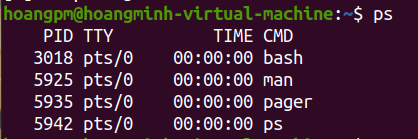 hoangpm@hoangminh-virtual-machine:~$ ps
    PID TTY          TIME CMD
   3018 pts/0    00:00:00 bash
   5925 pts/0    00:00:00 man
   5935 pts/0    00:00:00 pager
   5942 pts/0    00:00:00 ps